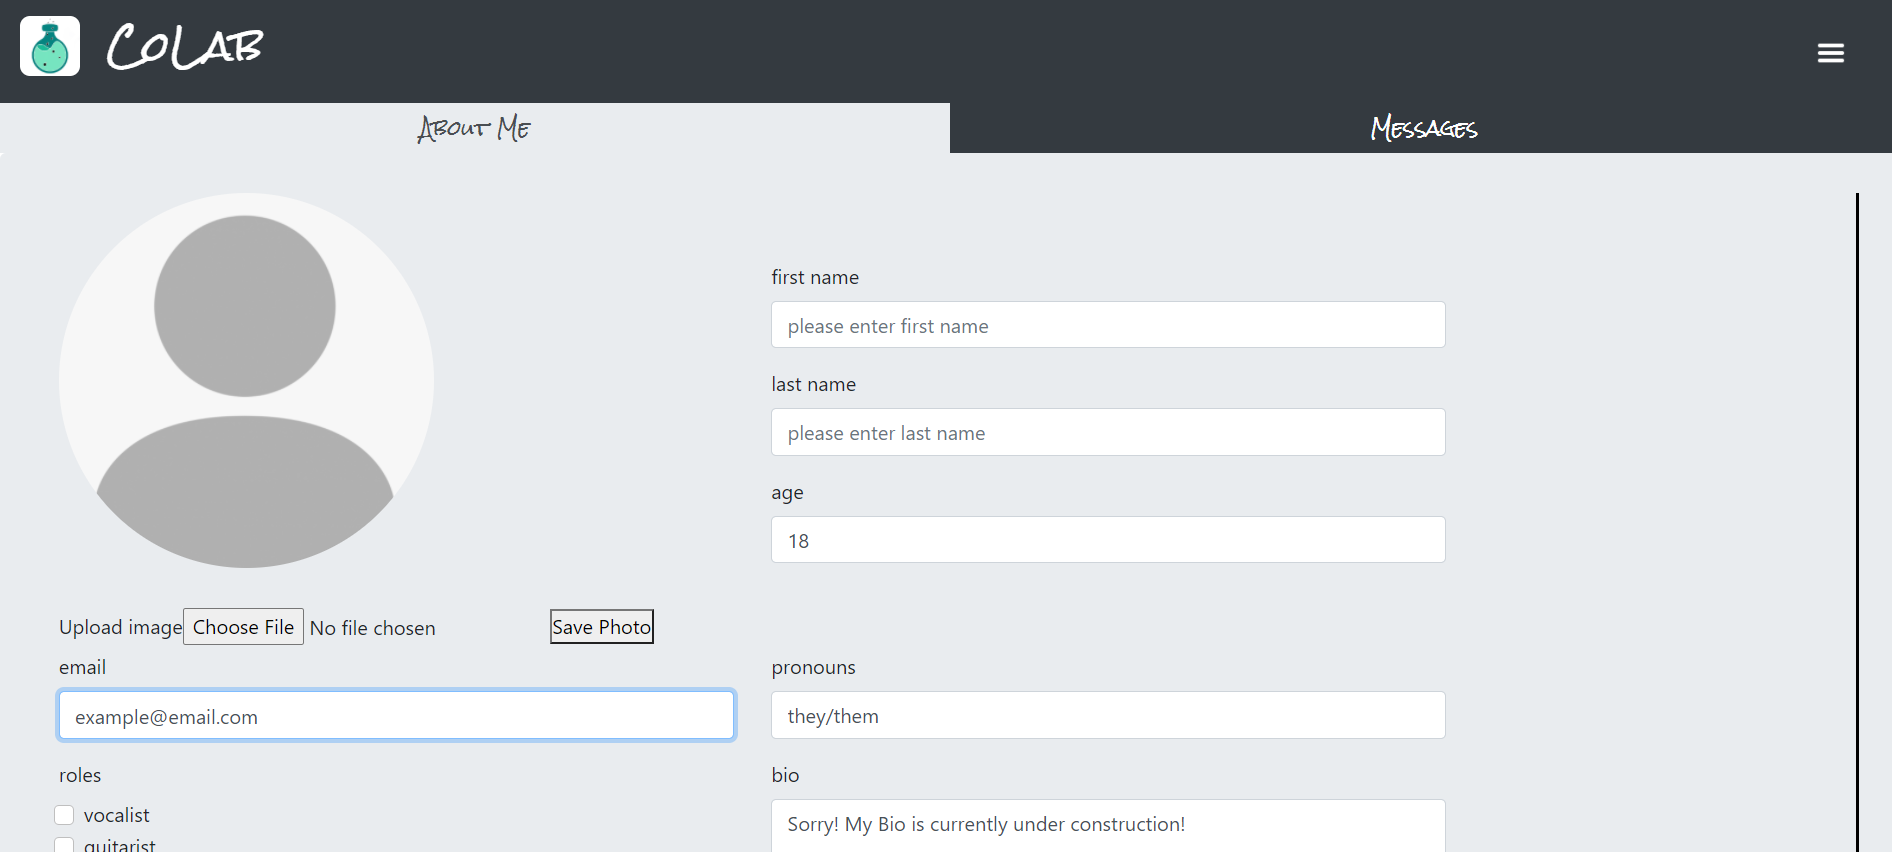 CoLab
About Me
Messages
first name
please enter first name
last name
please enter last name
age
18
Upload image Choose File No file chosen Save Photo
email
example@email.com
pronouns
they/them
roles
vocalist
guitarist
bio
Sorry! My Bio is currently under construction!